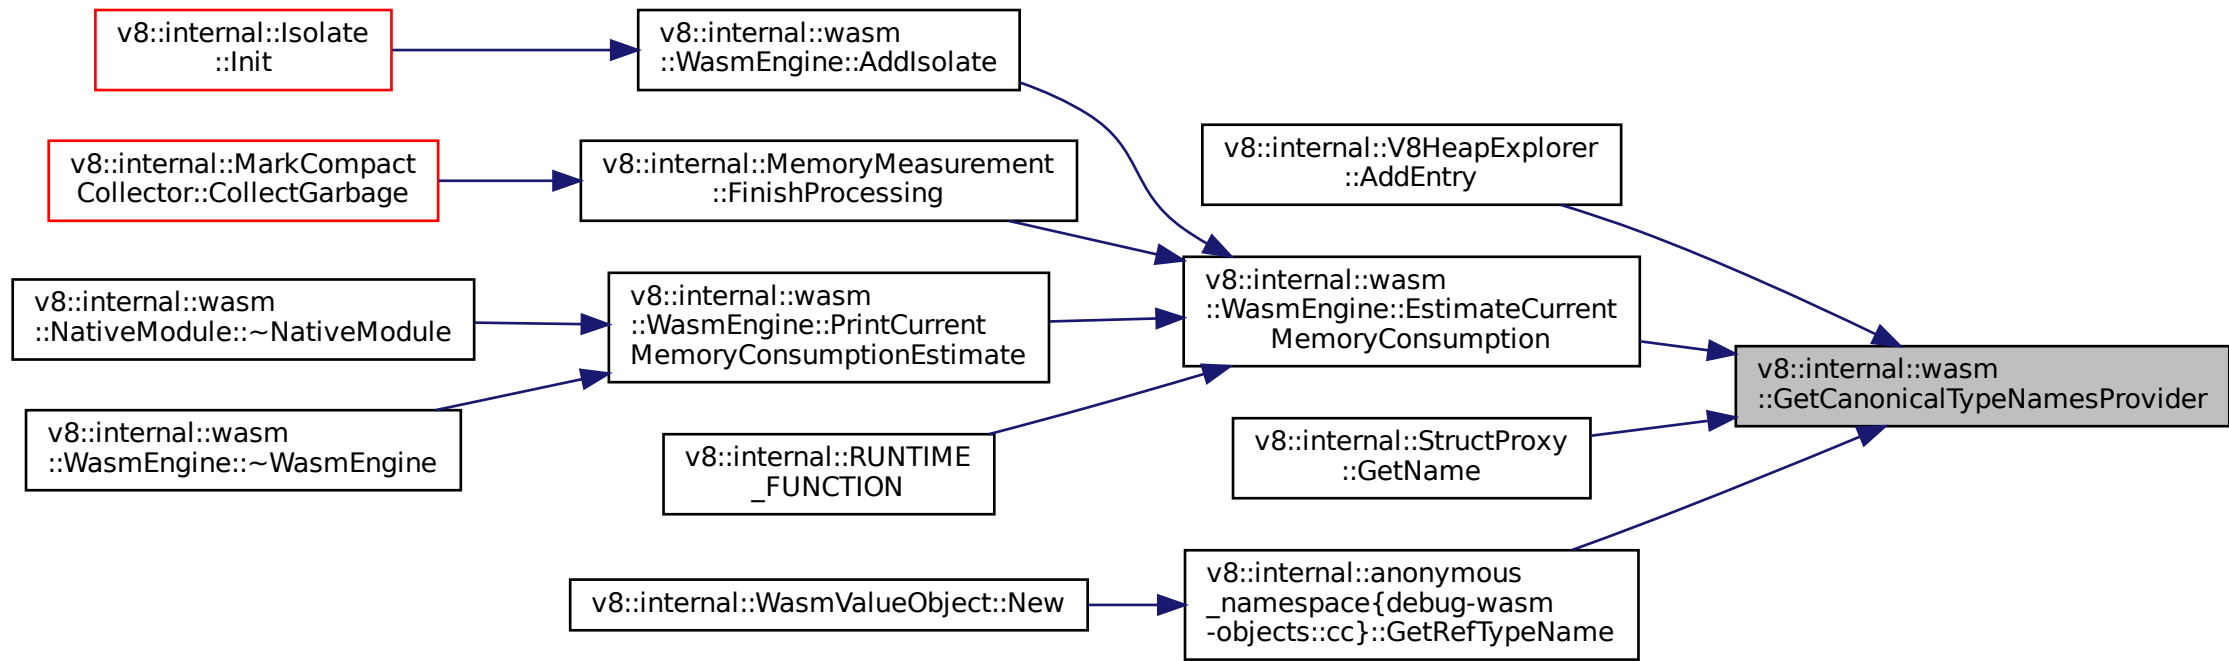 v8::internal::Isolate
::Init
v8::internal::wasm
::WasmEngine::AddIsolate
v8::internal::V8HeapExplorer
::AddEntry
v8::internal::MarkCompact
Collector::CollectGarbage
v8::internal::MemoryMeasurement
::FinishProcessing
v8::internal::wasm
::NativeModule::~NativeModule
v8::internal::wasm
::WasmEngine::PrintCurrent
MemoryConsumptionEstimate
v8::internal::wasm
::WasmEngine::EstimateCurrent
MemoryConsumption
v8::internal::wasm
::GetCanonicalTypeNamesProvider
v8::internal::wasm
::WasmEngine::~WasmEngine
v8::internal::RUNTIME
_FUNCTION
v8::internal::StructProxy
::GetName
v8::internal::WasmValueObject::New
v8::internal::anonymous
_namespace{debug-wasm
-objects::cc}::GetRefTypeName